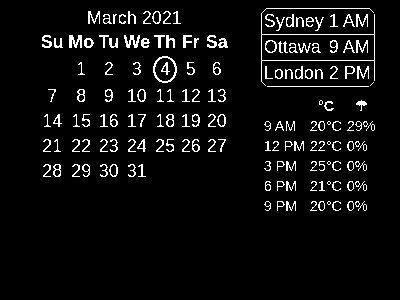 March 2021
Su Mo Tu We Th Fr Sa
1 2 3 4 5 6
7 8 9 10 11 12 13
14 15 16 17 18 19 20
21 22 23 24 25 26 27
28 29 30 31
Sydney 1 AM
Ottawa 9 AM
London 2 PM
°C ☂
9 AM 20°C 29%
12 PM 22°C 0%
3 PM 25°C 0%
6 PM 21°C 0%
9 PM 20°C 0%